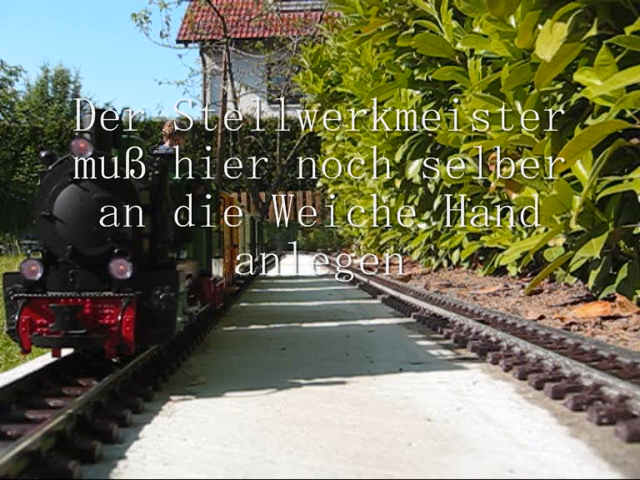 Der Stellwerkmeister
muß hier noch selber
an die Weiche Hand
anlegen